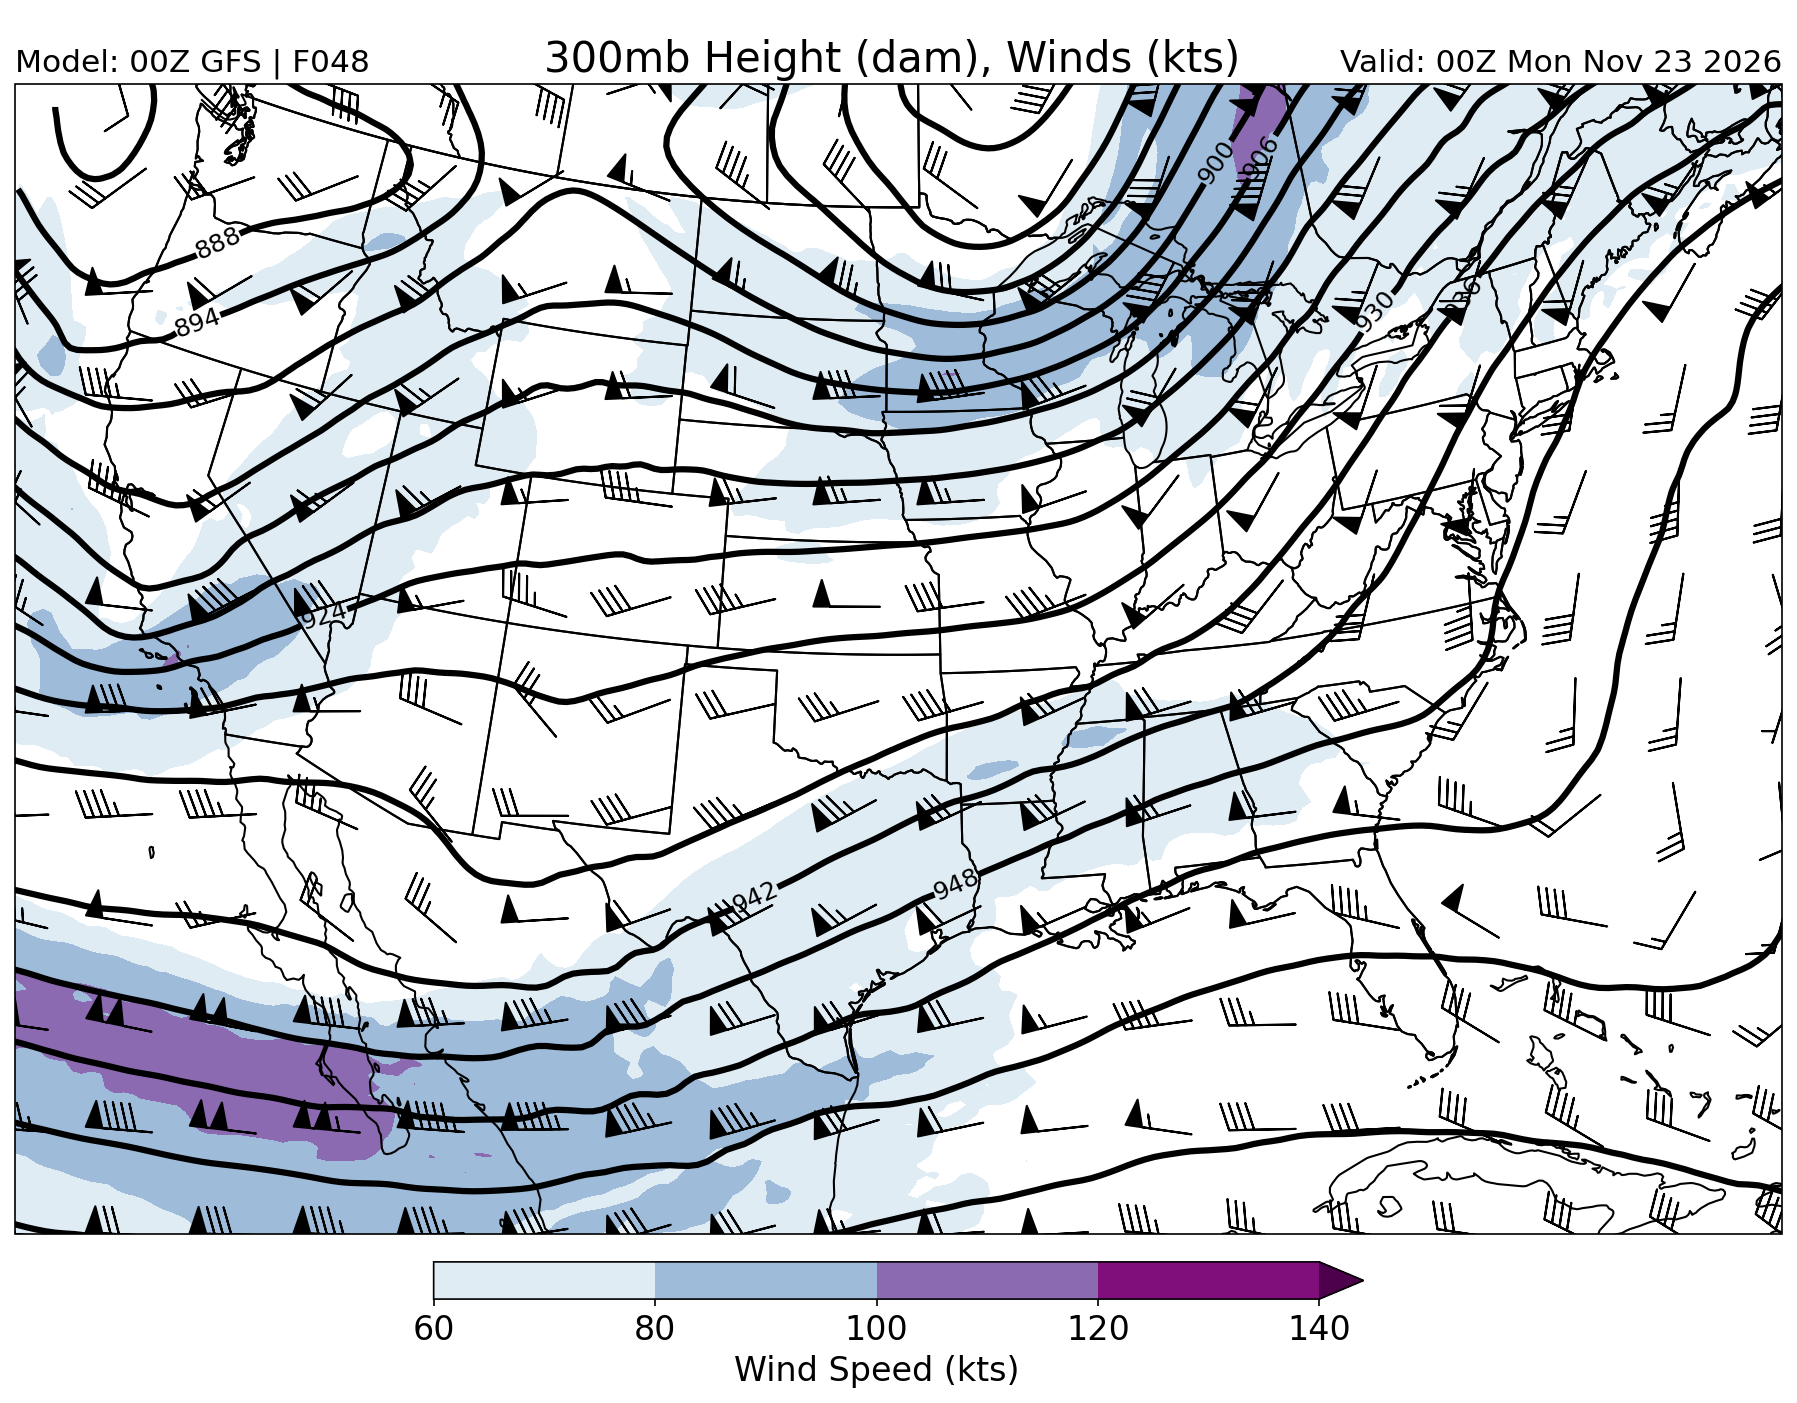 Model: 00Z GFS | F048
300mb Height (dam), Winds (kts)
Valid: 00Z Mon Nov 23 2026
900
906
888
894
930
936
924
942
948
60 80 100 120 140
Wind Speed (kts)